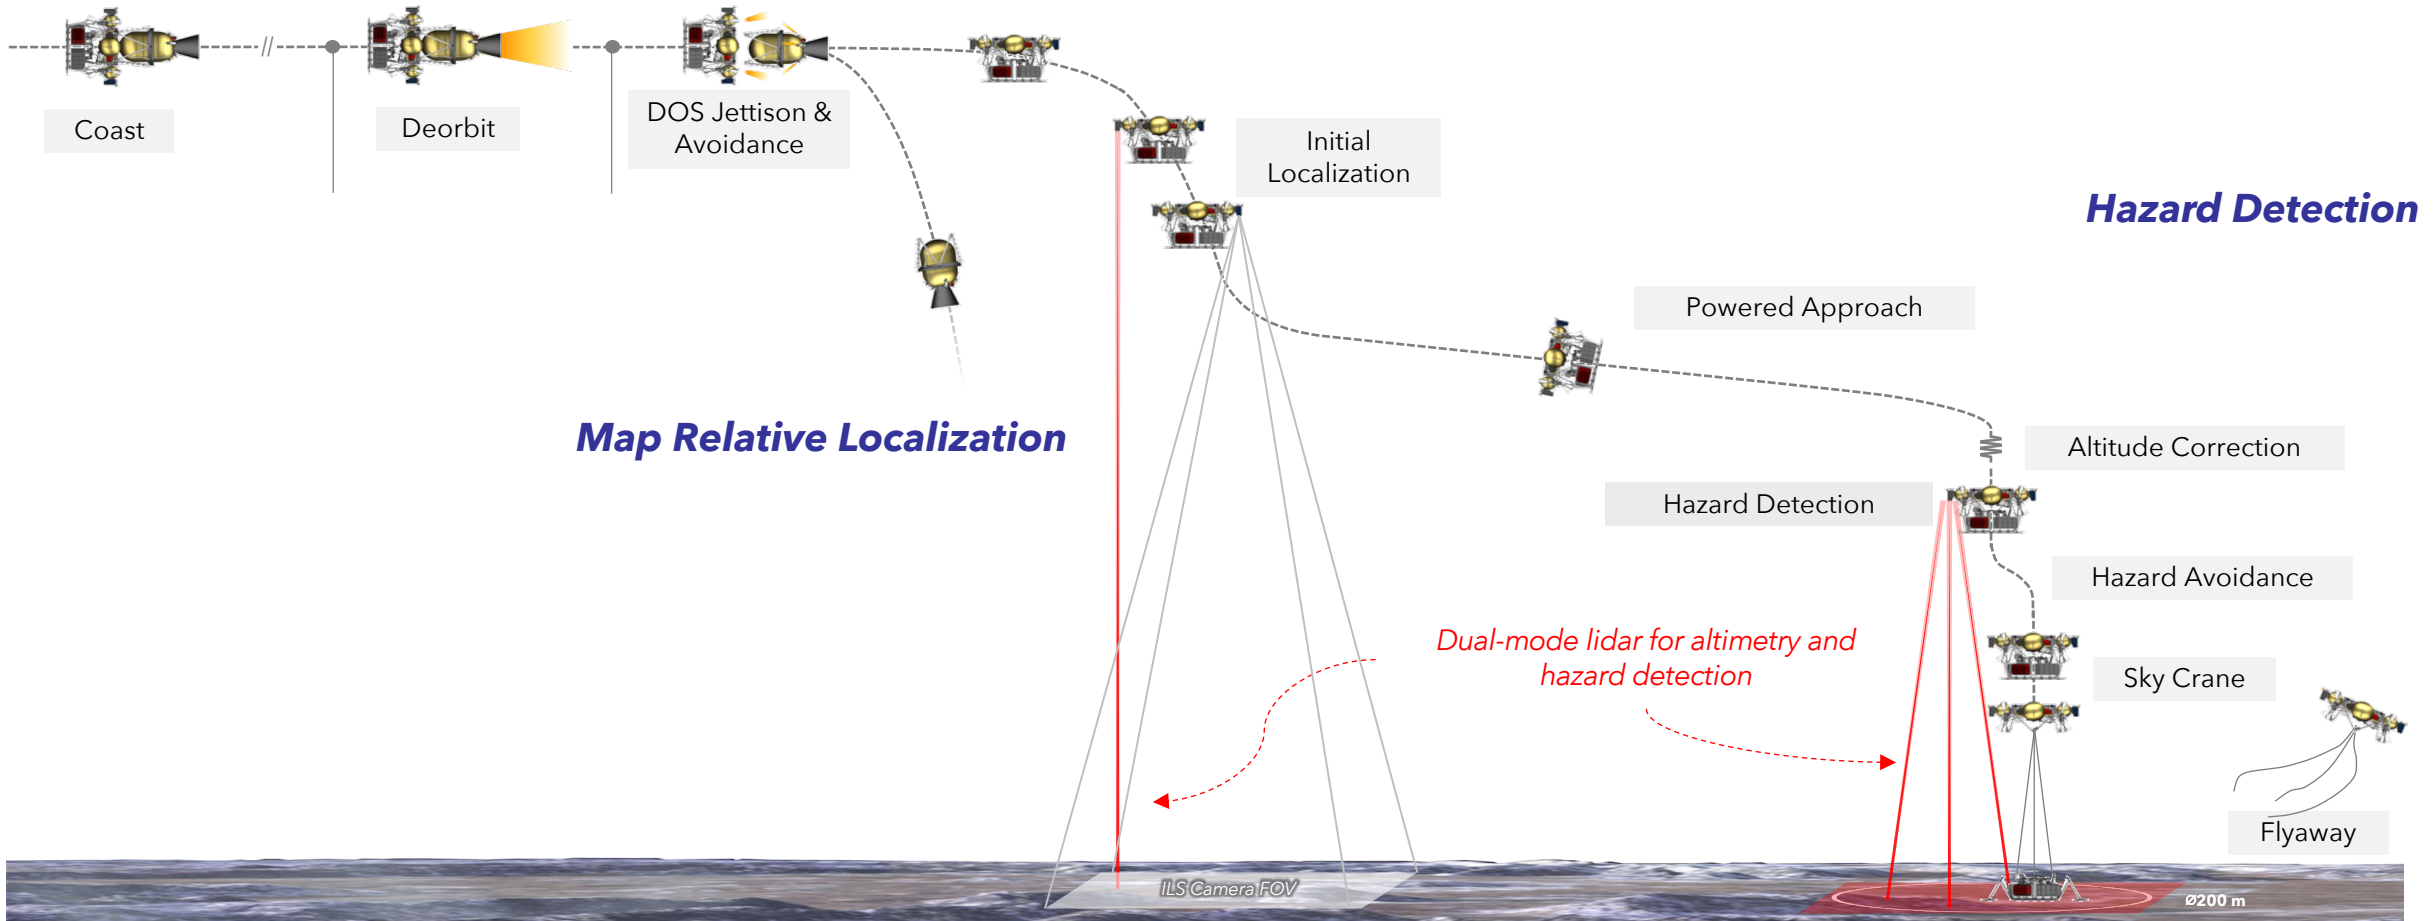 Coast
Deorbit
DOS Jettison &
Avoidance
Initial
Localization
Hazard Detection
Powered Approach
Map Relative Localization
Altitude Correction
Hazard Detection
Hazard Avoidance
Dual-mode lidar for altimetry and
hazard detection
Sky Crane
Flyaway
ILS Camera FOV
Ø200 m